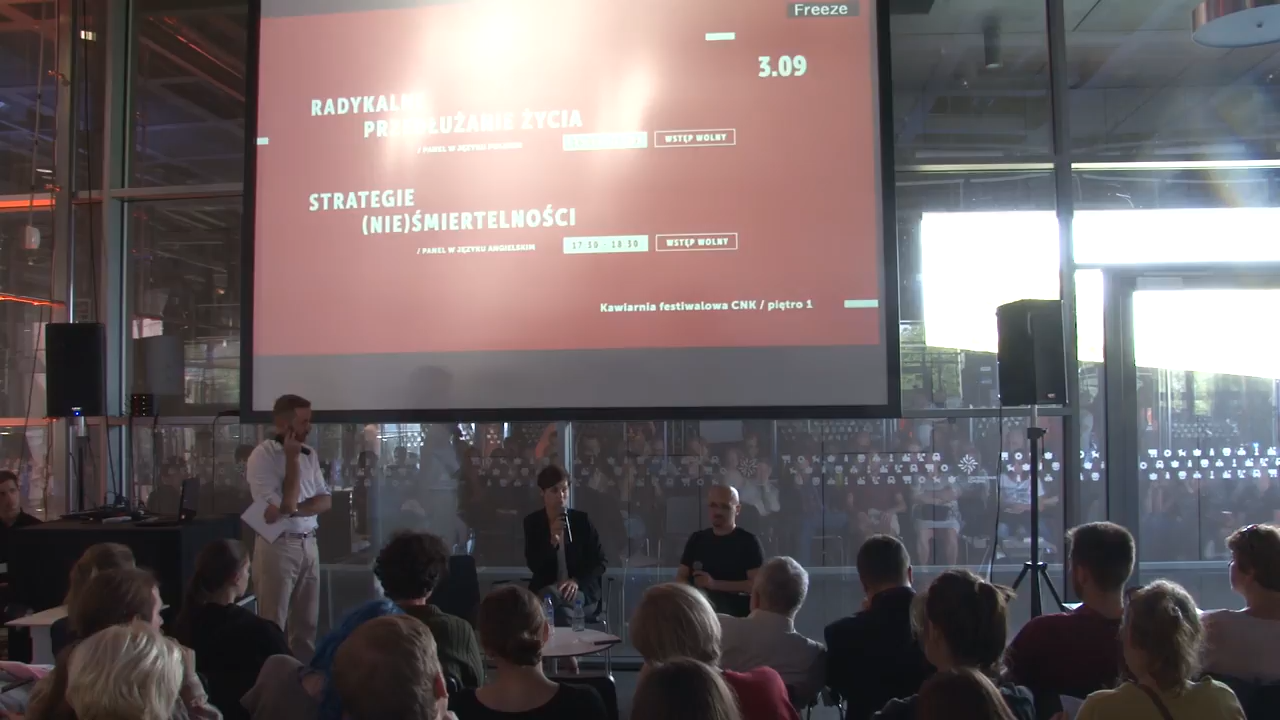 Freeze
3.09
RADYKALNE
PRZEDŁUŻANIE ŻYCIA
/ PANEL W JĘZYKU POLSKIM
WSTĘP WOLNY
STRATEGIE
(NIE)ŚMIERTELNOŚCI
/ PANEL W JĘZYKU ANGIELSKIM
17:30 - 18:30
WSTĘP WOLNY
Kawiarnia festiwalowa CNK / piętro 1